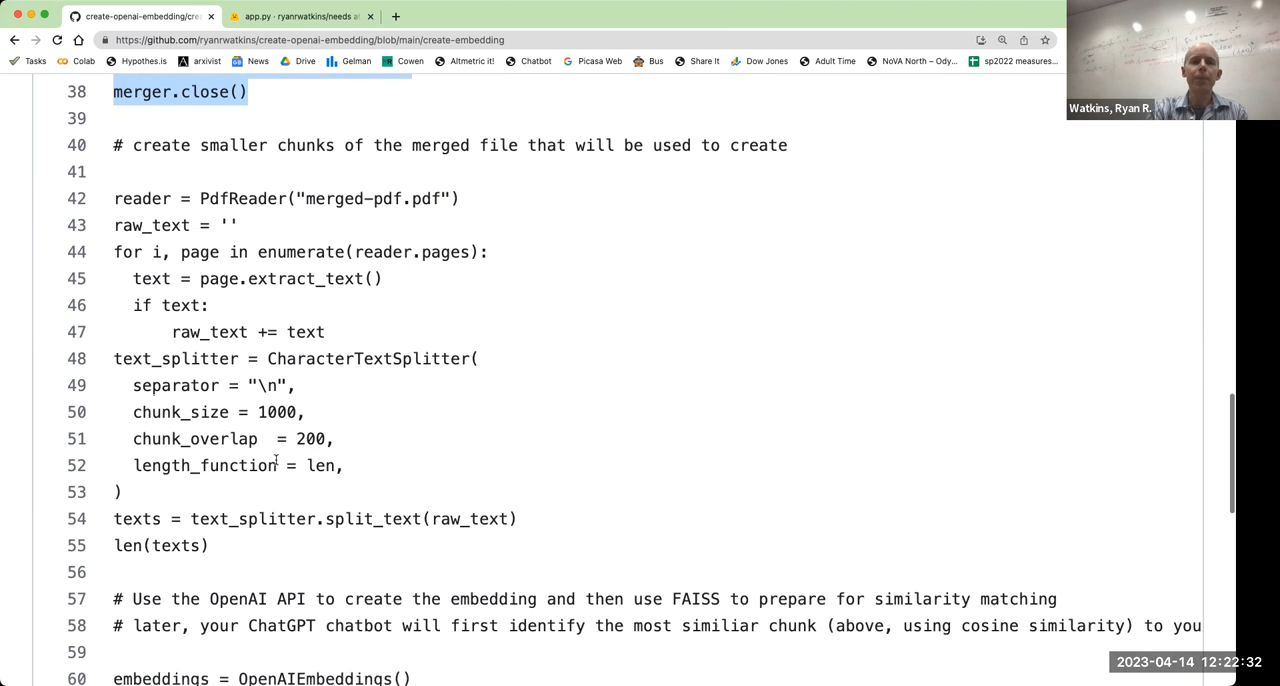 create-openai-embedding/cre
app.py · ryanrwatkins/needs a
https://github.com/ryanrwatkins/create-openai-embedding/blob/main/create-embedding
Tasks Colab Hypothes.is arxivist News Drive Gelman Cowen Altmetric it! Chatbot Picasa Web Bus Share It Dow Jones Adult Time NoVA North – Ody... sp2022 measures...
Watkins, Ryan R.
38 merger.close()
39
40 # create smaller chunks of the merged file that will be used to create
41
42 reader = PdfReader("merged-pdf.pdf")
43 raw_text = ''
44 for i, page in enumerate(reader.pages):
45 text = page.extract_text()
46 if text:
47 raw_text += text
48 text_splitter = CharacterTextSplitter(
49 separator = "\n",
50 chunk_size = 1000,
51 chunk_overlap  = 200,
52 length_function = len,
53 )
54 texts = text_splitter.split_text(raw_text)
55 len(texts)
56
57 # Use the OpenAI API to create the embedding and then use FAISS to prepare for similarity matching
58 # later, your ChatGPT chatbot will first identify the most similiar chunk (above, using cosine similarity) to you
59
60 embeddings = OpenAIEmbeddings()
2023-04-14 12:22:32